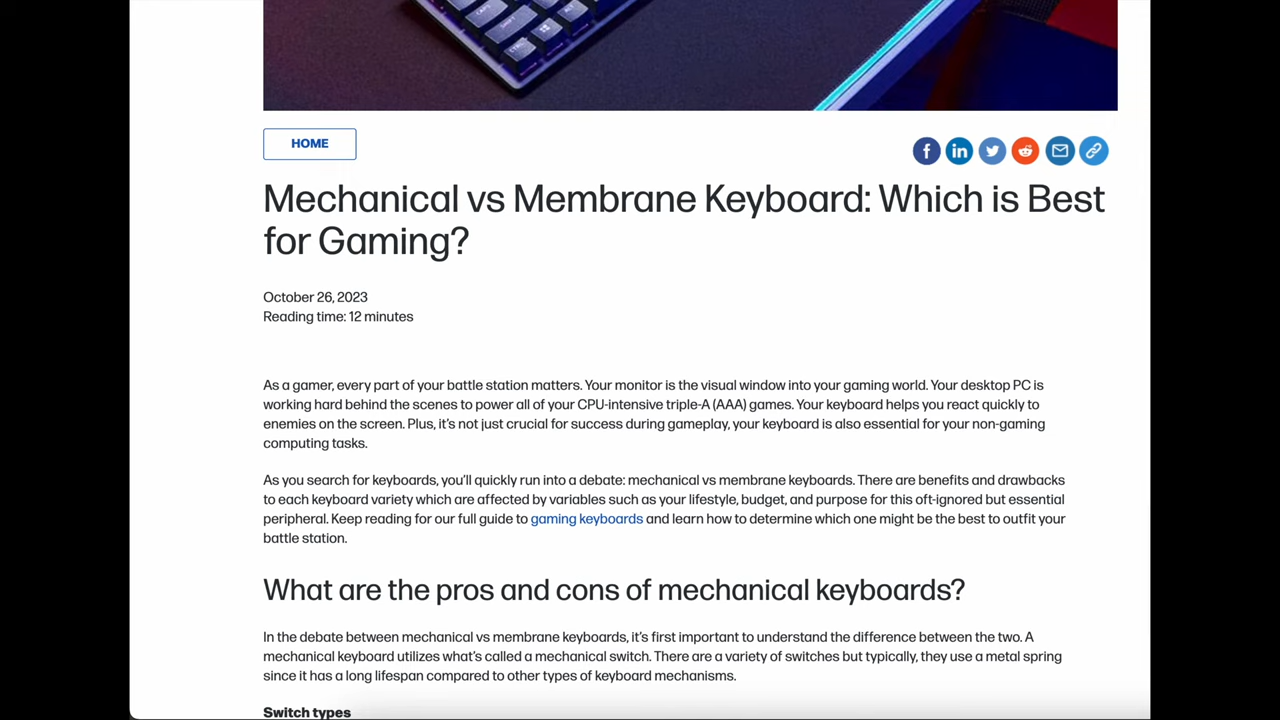 HOME
Mechanical vs Membrane Keyboard: Which is Best
for Gaming?
October 26, 2023
Reading time: 12 minutes
As a gamer, every part of your battle station matters. Your monitor is the visual window into your gaming world. Your desktop PC is
working hard behind the scenes to power all of your CPU-intensive triple-A (AAA) games. Your keyboard helps you react quickly to
enemies on the screen. Plus, it's not just crucial for success during gameplay, your keyboard is also essential for your non-gaming
computing tasks.
As you search for keyboards, you'll quickly run into a debate: mechanical vs membrane keyboards. There are benefits and drawbacks
to each keyboard variety which are affected by variables such as your lifestyle, budget, and purpose for this oft-ignored but essential
peripheral. Keep reading for our full guide to gaming keyboards and learn how to determine which one might be the best to outfit your
battle station.
What are the pros and cons of mechanical keyboards?
In the debate between mechanical vs membrane keyboards, it's first important to understand the difference between the two. A
mechanical keyboard utilizes what's called a mechanical switch. There are a variety of switches but typically, they use a metal spring
since it has a long lifespan compared to other types of keyboard mechanisms.
Switch types